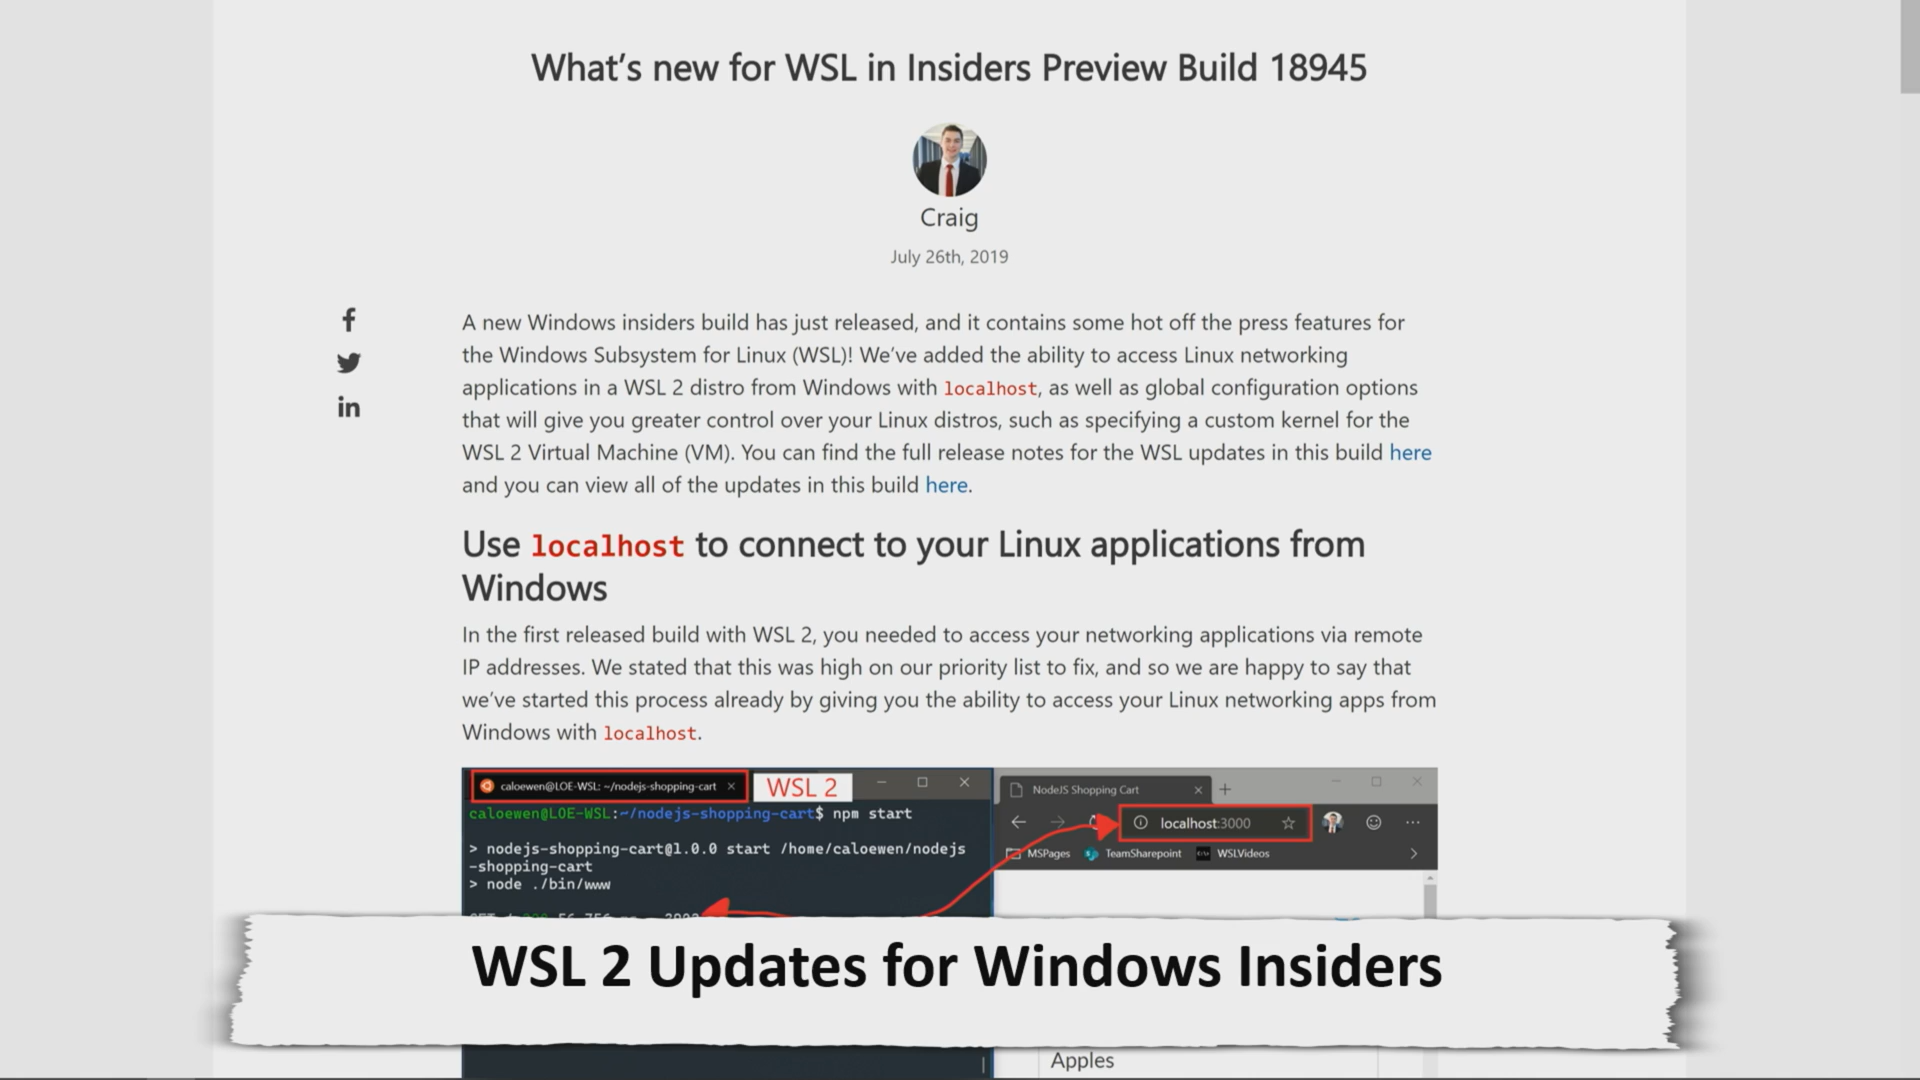 What's new for WSL in Insiders Preview Build 18945
Craig
July 26th, 2019
A new Windows insiders build has just released, and it contains some hot off the press features for
the Windows Subsystem for Linux (WSL)! We've added the ability to access Linux networking
applications in a WSL 2 distro from Windows with localhost, as well as global configuration options
that will give you greater control over your Linux distros, such as specifying a custom kernel for the
WSL 2 Virtual Machine (VM). You can find the full release notes for the WSL updates in this build here
and you can view all of the updates in this build here.
Use localhost to connect to your Linux applications from
Windows
In the first released build with WSL 2, you needed to access your networking applications via remote
IP addresses. We stated that this was high on our priority list to fix, and so we are happy to say that
we've started this process already by giving you the ability to access your Linux networking apps from
Windows with localhost.
caloewen@LOE-WSL: ~/nodejs-shopping-cart
WSL 2
caloewen@LOE-WSL:~/nodejs-shopping-cart$ npm start
> nodejs-shopping-cart@1.0.0 start /home/caloewen/nodejs
-shopping-cart
> node ./bin/www
NodeJS Shopping Cart
localhost:3000
MSPages TeamSharepoint WSLVideos
WSL 2 Updates for Windows Insiders
Apples